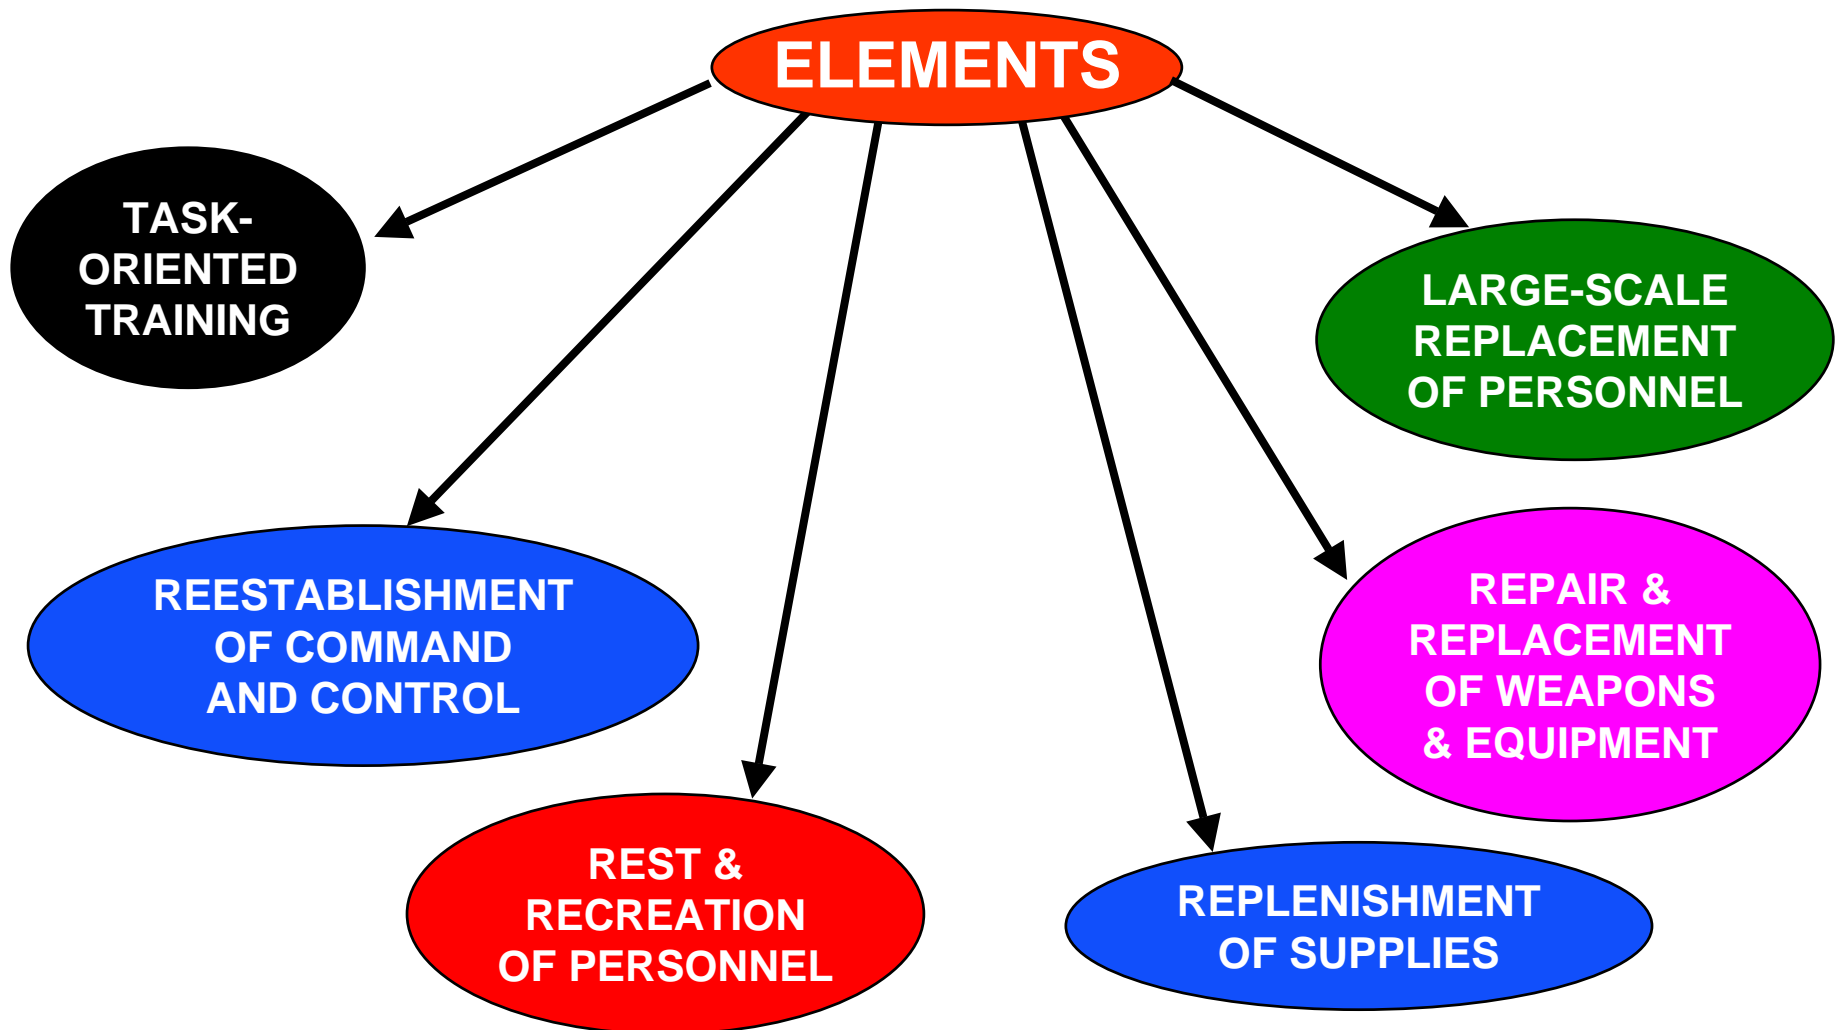 ELEMENTS
TASK-
ORIENTED
TRAINING
LARGE-SCALE
REPLACEMENT
OF PERSONNEL
REESTABLISHMENT
OF COMMAND
AND CONTROL
REPAIR &
REPLACEMENT
OF WEAPONS
& EQUIPMENT
REST &
RECREATION
OF PERSONNEL
REPLENISHMENT
OF SUPPLIES